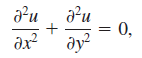 ∂²u/∂x² + ∂²u/∂y² = 0,